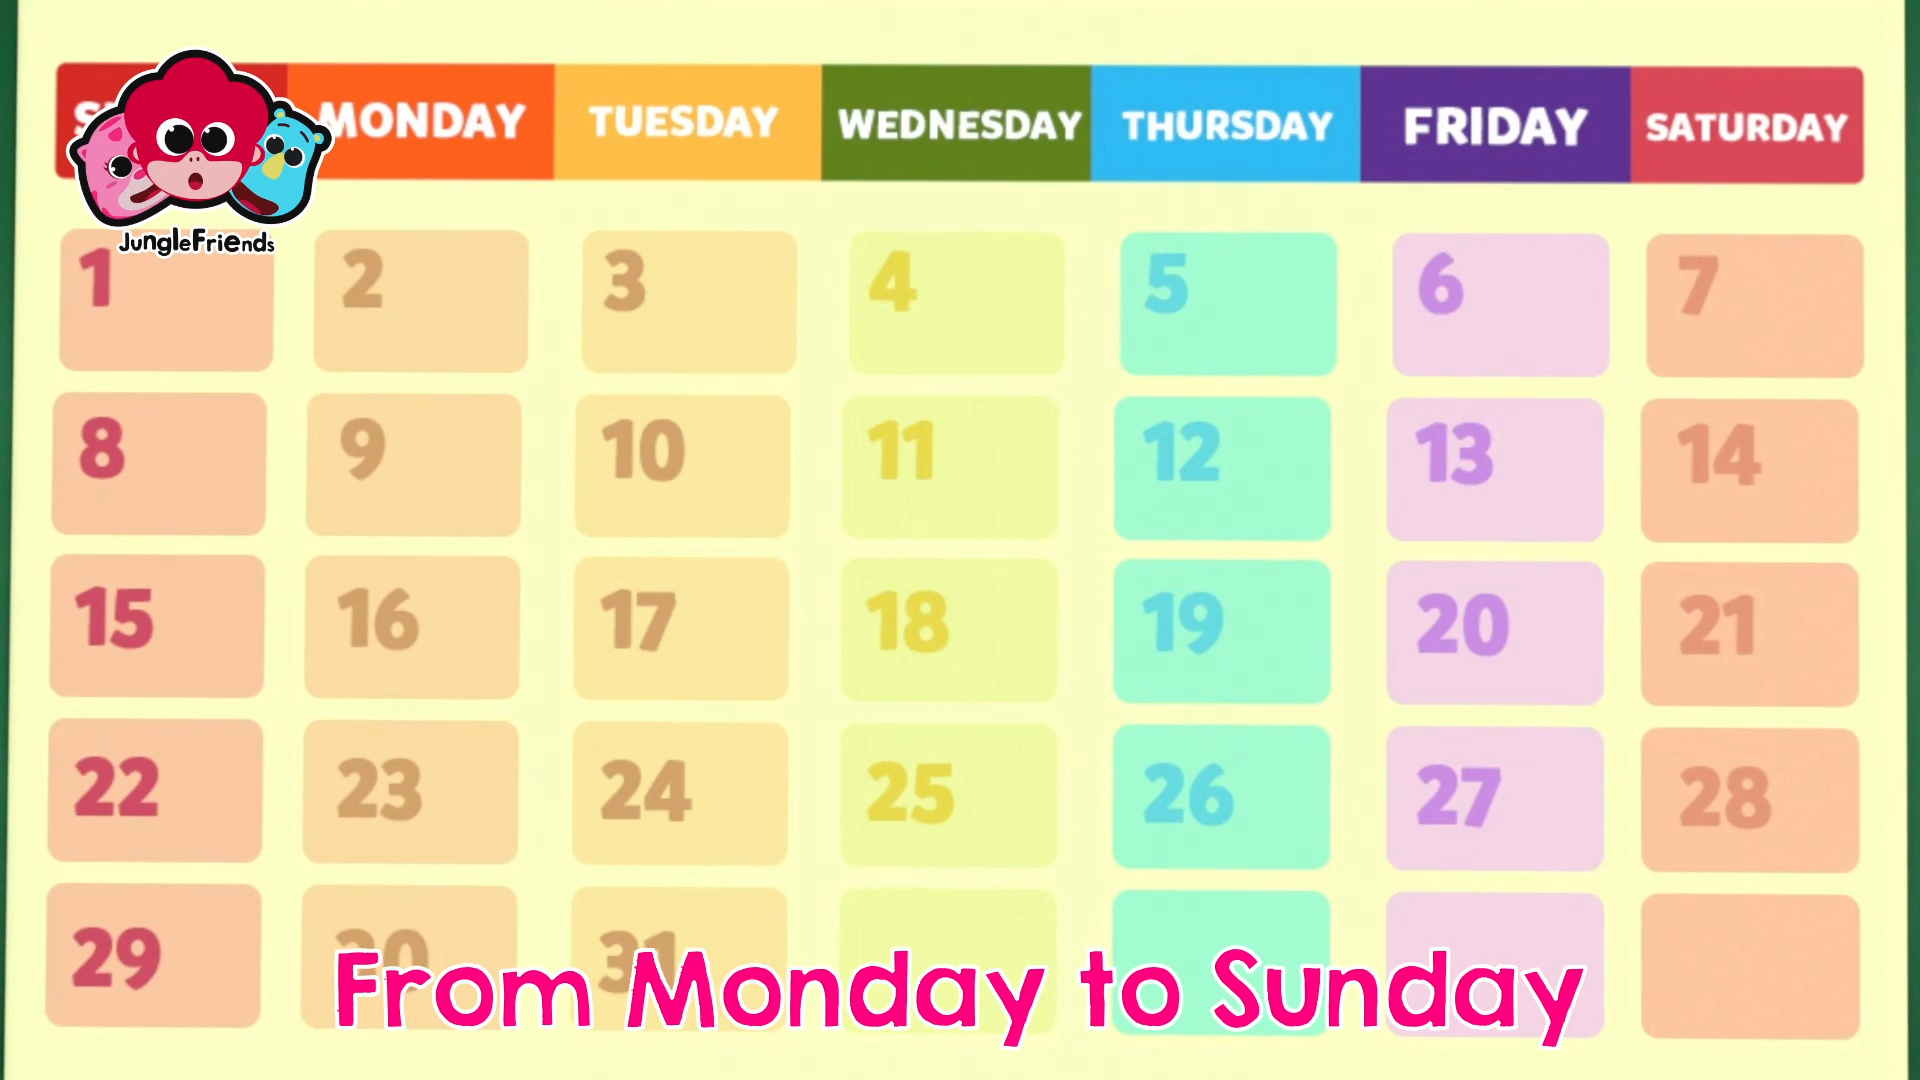 MONDAY TUESDAY WEDNESDAY THURSDAY FRIDAY SATURDAY
JungleFriends
1 2 3 4 5 6 7
8 9 10 11 12 13 14
15 16 17 18 19 20 21
22 23 24 25 26 27 28
29 30 31
From Monday to Sunday